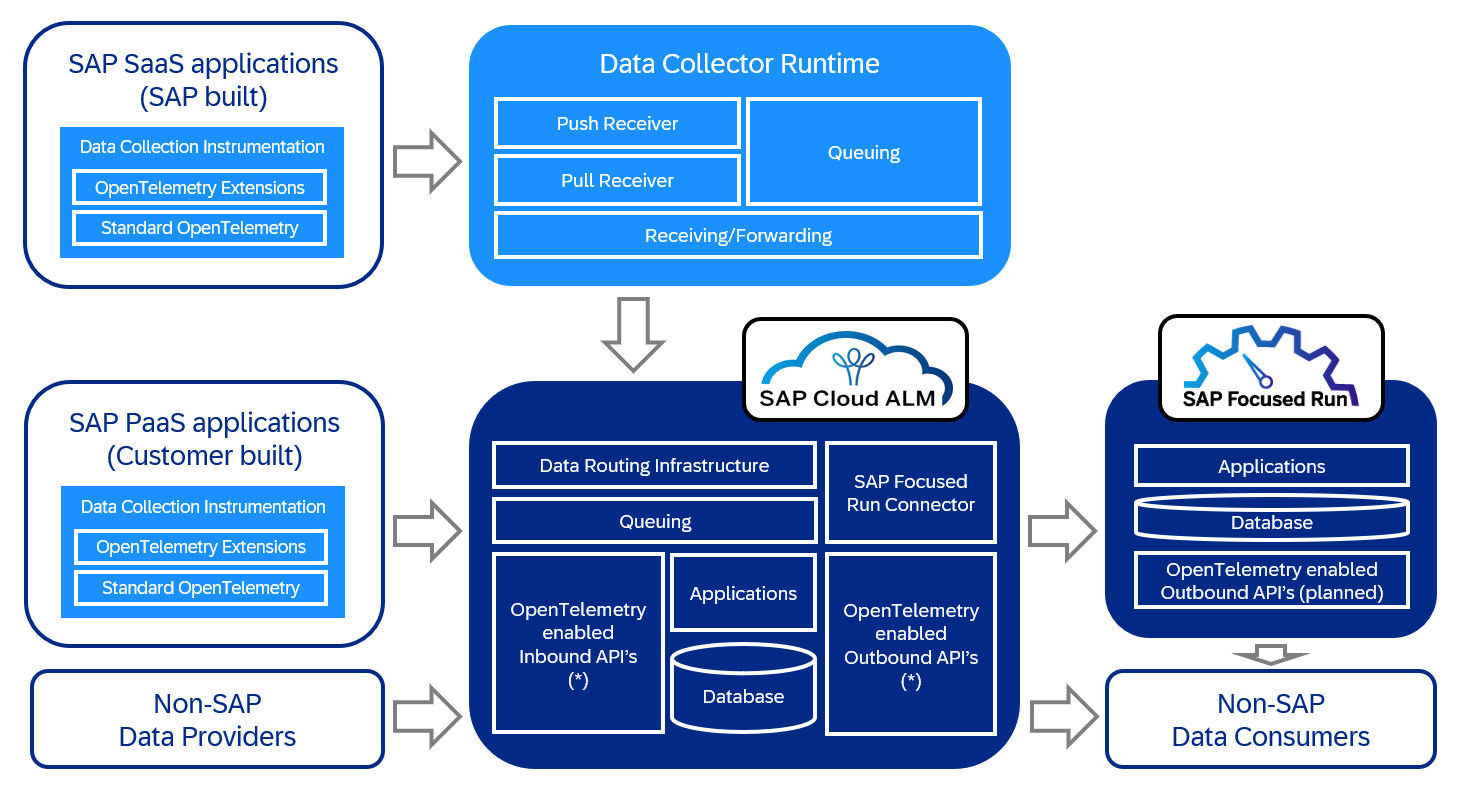 SAP SaaS applications
(SAP built)
Data Collection Instrumentation
OpenTelemetry Extensions
Standard OpenTelemetry
Data Collector Runtime
Push Receiver
Pull Receiver
Queuing
Receiving/Forwarding
SAP PaaS applications
(Customer built)
Data Collection Instrumentation
OpenTelemetry Extensions
Standard OpenTelemetry
Non-SAP
Data Providers
SAP Cloud ALM
Data Routing Infrastructure
Queuing
SAP Focused
Run Connector
OpenTelemetry
enabled
Inbound API’s
(*)
Applications
Database
OpenTelemetry
enabled
Outbound API’s
(*)
SAP Focused Run
Applications
Database
OpenTelemetry enabled
Outbound API’s (planned)
Non-SAP
Data Consumers